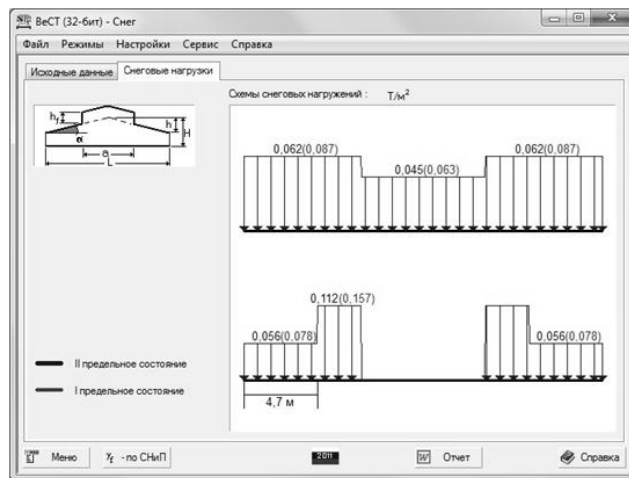 ВеСТ (32-бит) - Снег
Файл Режимы Настройки Сервис Справка
Исходные данные Снеговые нагрузки
Схемы снеговых нагружений : Т/м²
hf h H
α a
L
0,062(0,087) 0,045(0,063) 0,062(0,087)
0,112(0,157)
0,056(0,078) 0,056(0,078)
4,7 м
II предельное состояние
I предельное состояние
Меню γf - по СНиП 2011 Отчет Справка